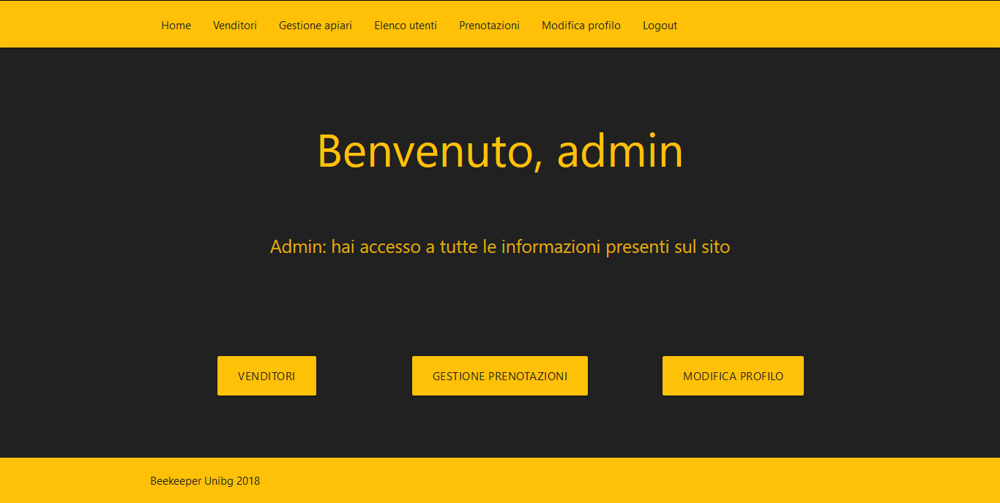 Home Venditori Gestione apiari Elenco utenti Prenotazioni Modifica profilo Logout
Benvenuto, admin
Admin: hai accesso a tutte le informazioni presenti sul sito
VENDITORI GESTIONE PRENOTAZIONI MODIFICA PROFILO
Beekeeper Unibg 2018